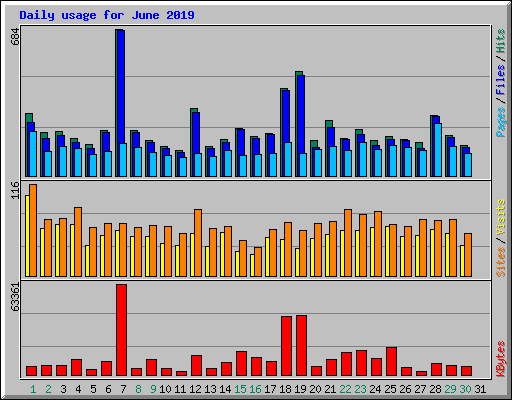 Daily usage for June 2019
684
Pages / Files / Hits
116
Sites / Visits
63361
KBytes
1 2 3 4 5 6 7 8 9 10 11 12 13 14 15 16 17 18 19 20 21 22 23 24 25 26 27 28 29 30 31